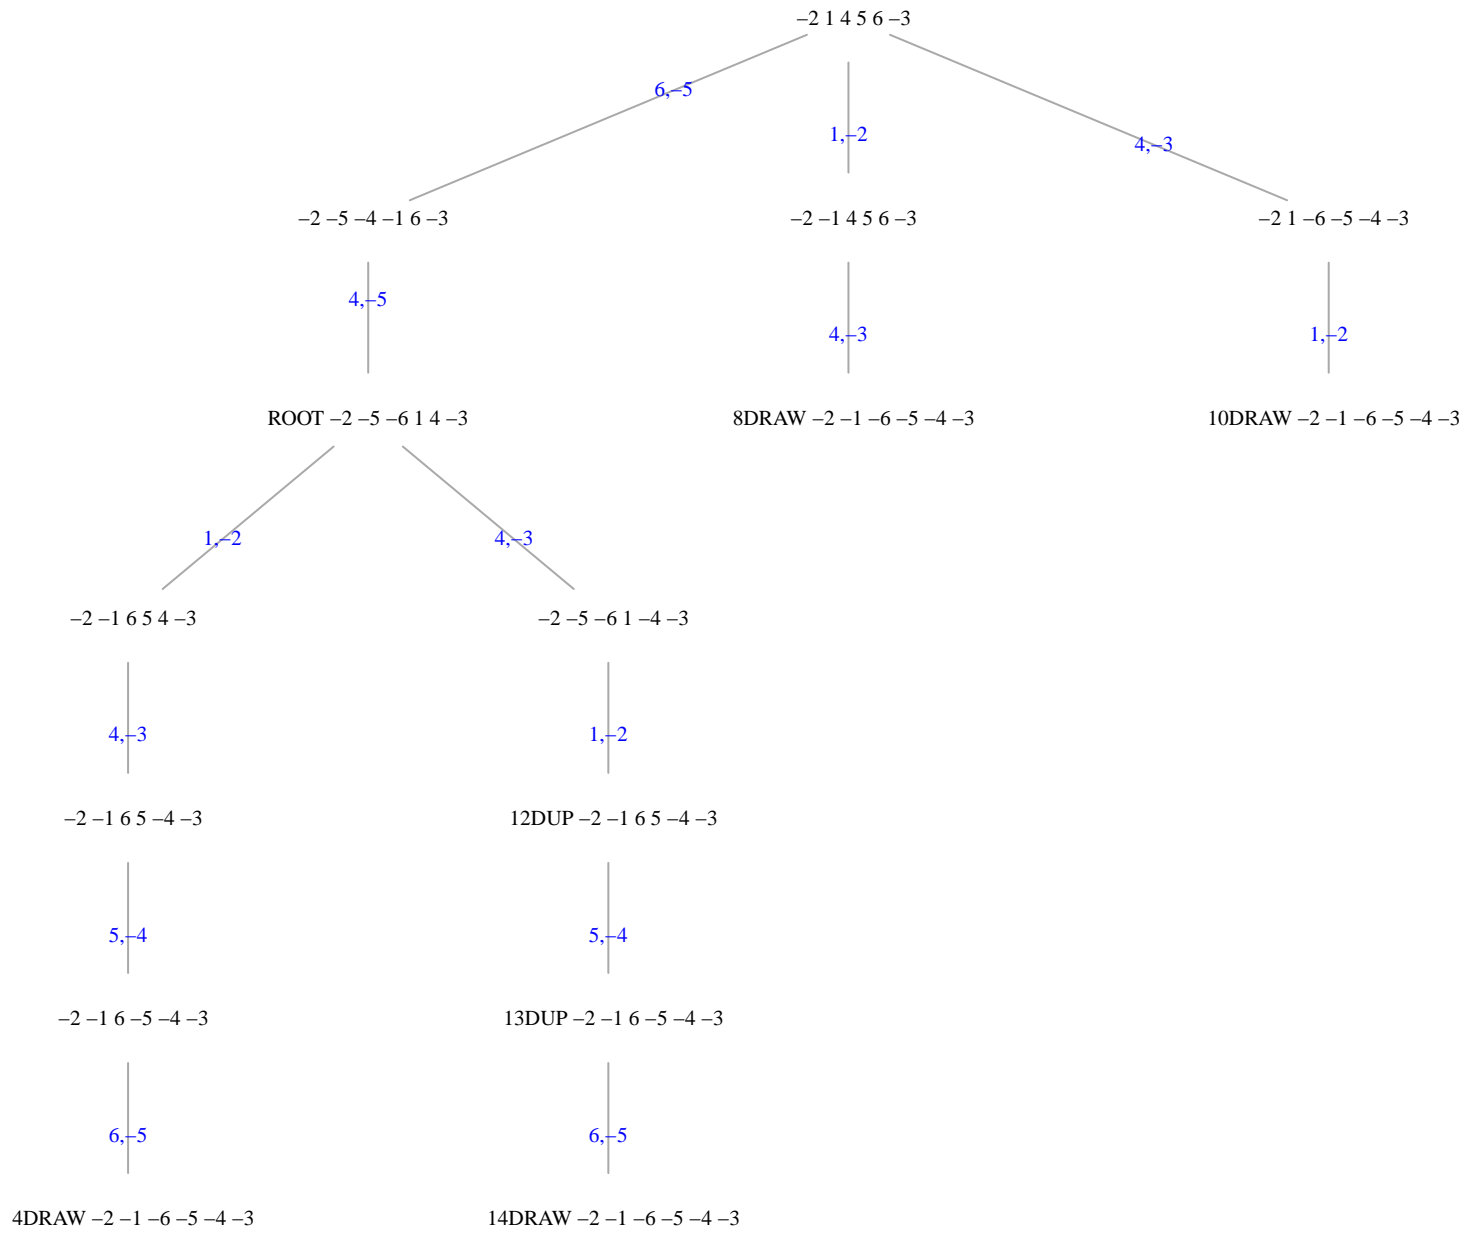 –2 1 4 5 6 –3
6,–5
1,–2
4,–3
–2 –5 –4 –1 6 –3
–2 –1 4 5 6 –3
–2 1 –6 –5 –4 –3
4,–5
4,–3
1,–2
ROOT –2 –5 –6 1 4 –3
8DRAW –2 –1 –6 –5 –4 –3
10DRAW –2 –1 –6 –5 –4 –3
1,–2
4,–3
–2 –1 6 5 4 –3
–2 –5 –6 1 –4 –3
4,–3
1,–2
–2 –1 6 5 –4 –3
12DUP –2 –1 6 5 –4 –3
5,–4
5,–4
–2 –1 6 –5 –4 –3
13DUP –2 –1 6 –5 –4 –3
6,–5
6,–5
4DRAW –2 –1 –6 –5 –4 –3
14DRAW –2 –1 –6 –5 –4 –3